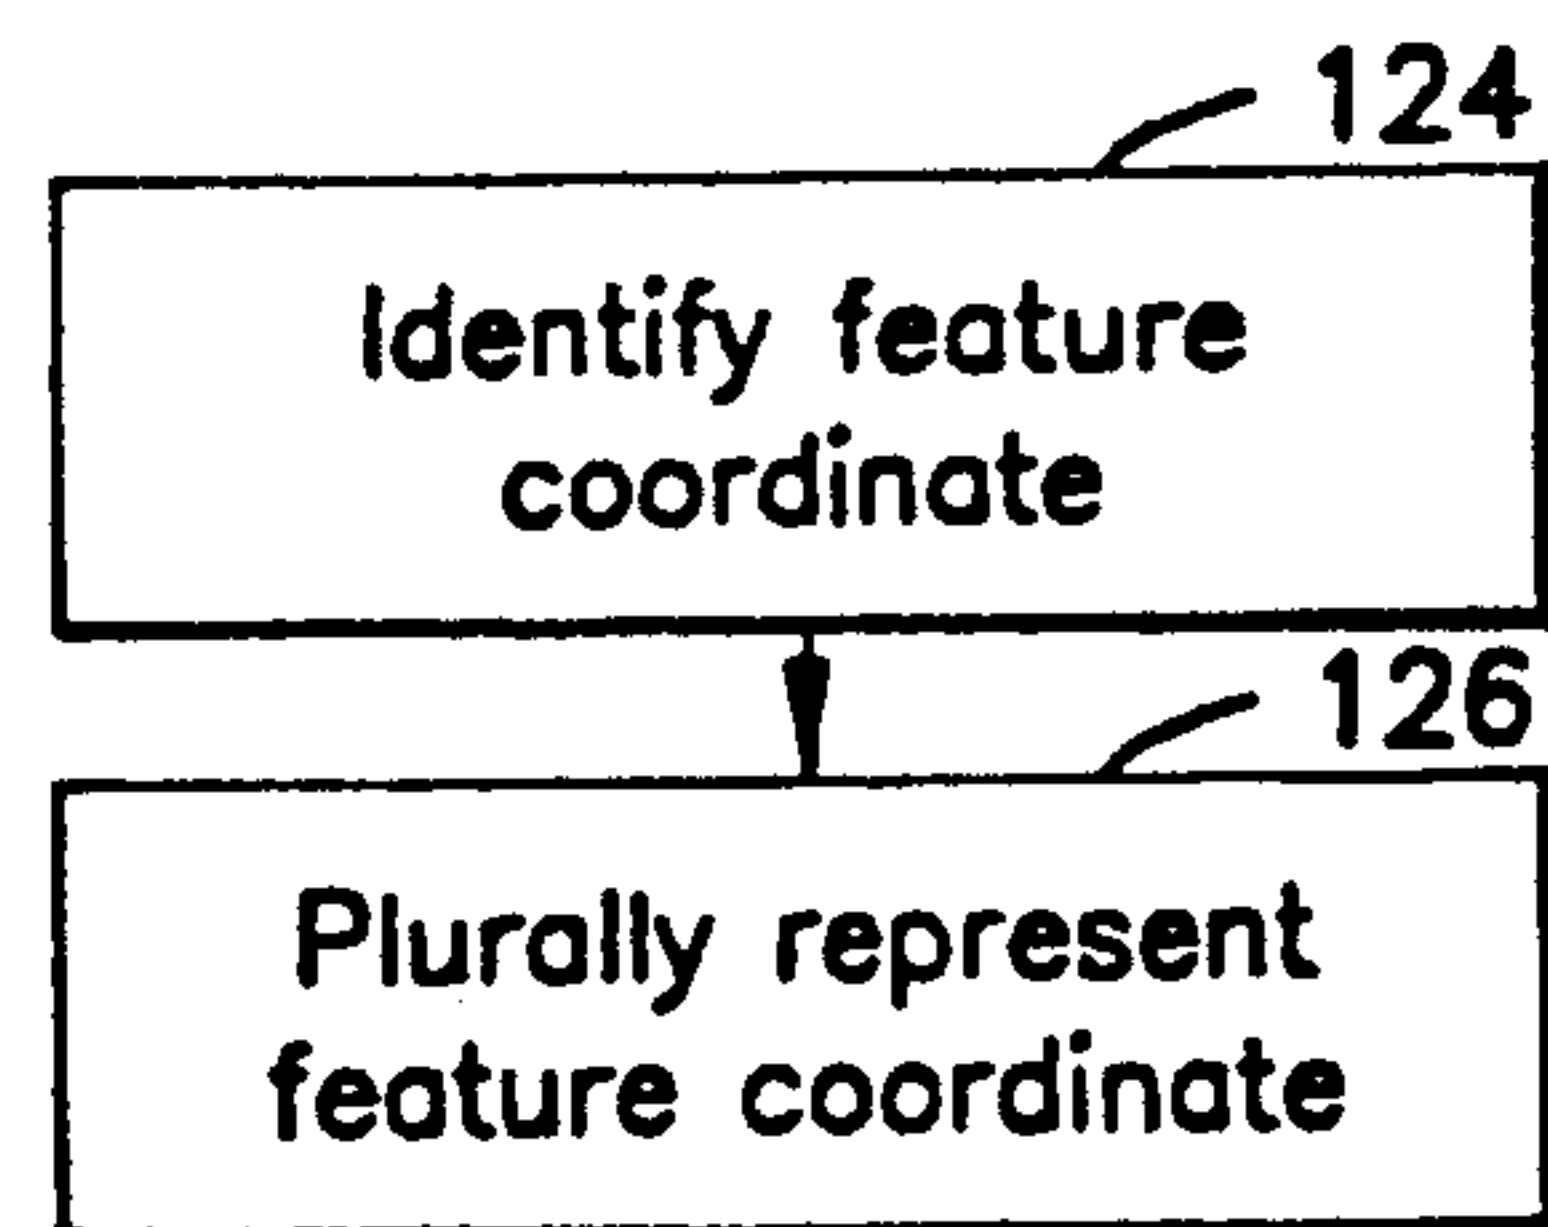 124
Identify feature
coordinate
126
Plurally represent
feature coordinate